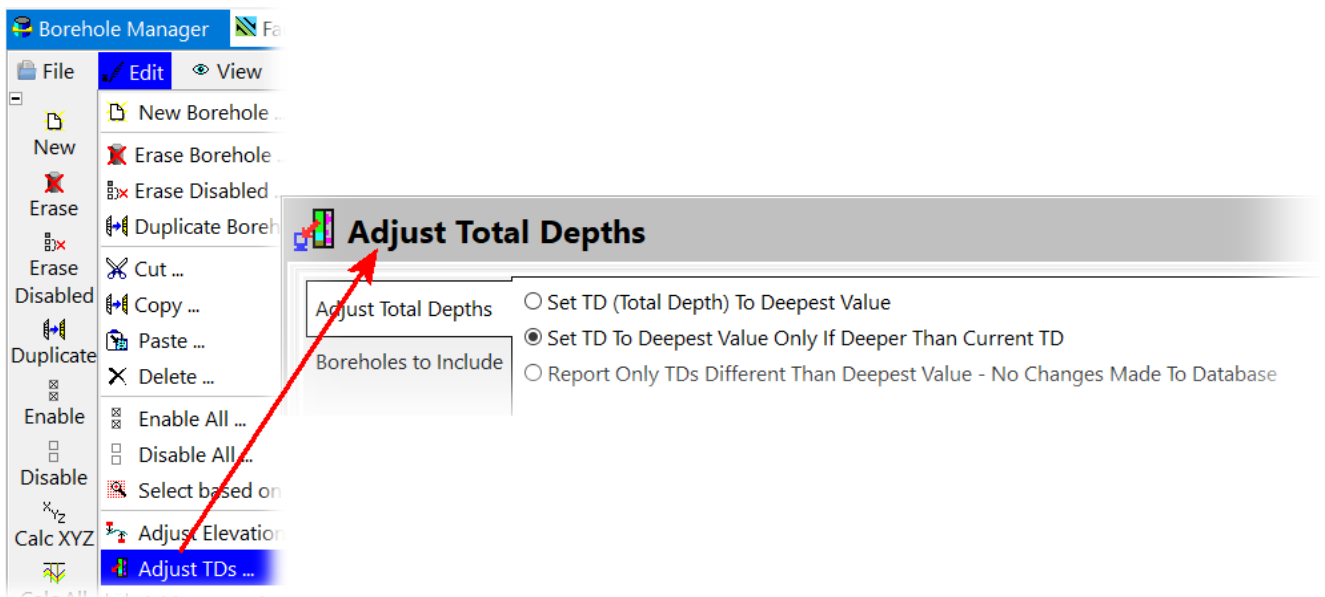 Borehole Manager
File
Edit
View
New
Erase
Erase
Disabled
Duplicate
Enable
Disable
Calc XYZ
New Borehole ...
Erase Borehole ...
Erase Disabled ...
Duplicate
Cut ...
Copy ...
Paste ...
Delete ...
Enable All ...
Disable All ...
Select based on
Adjust
Adjust TDs ...
Adjust Total Depths
Adjust Total Depths
Boreholes to Include
Set TD (Total Depth) To Deepest Value
Set TD To Deepest Value Only If Deeper Than Current TD
Report Only TDs Different Than Deepest Value - No Changes Made To Database